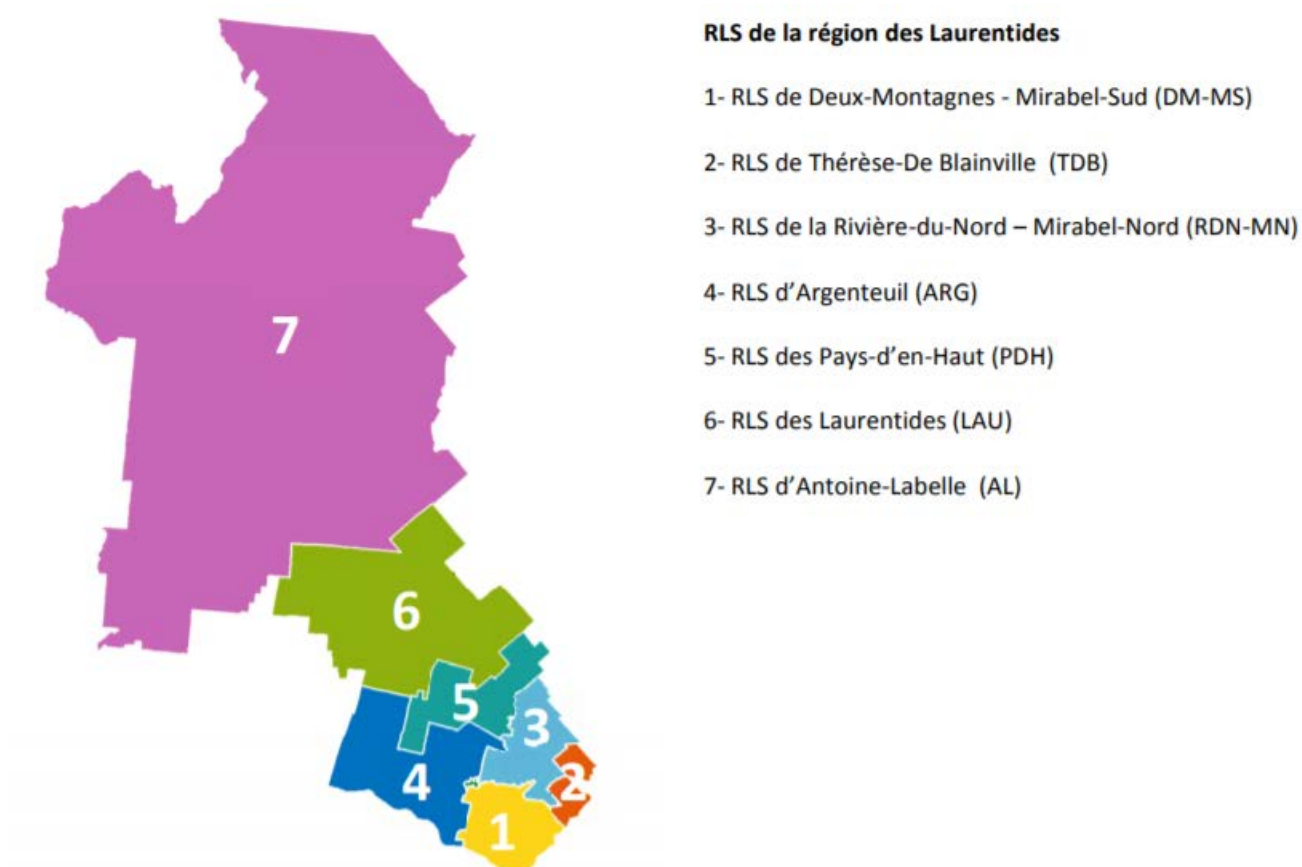 RLS de la région des Laurentides
1- RLS de Deux-Montagnes - Mirabel-Sud (DM-MS)
2- RLS de Thérèse-De Blainville (TDB)
3- RLS de la Rivière-du-Nord – Mirabel-Nord (RDN-MN)
4- RLS d’Argenteuil (ARG)
5- RLS des Pays-d’en-Haut (PDH)
6- RLS des Laurentides (LAU)
7- RLS d’Antoine-Labelle (AL)
7
6
5
3
4
2
1